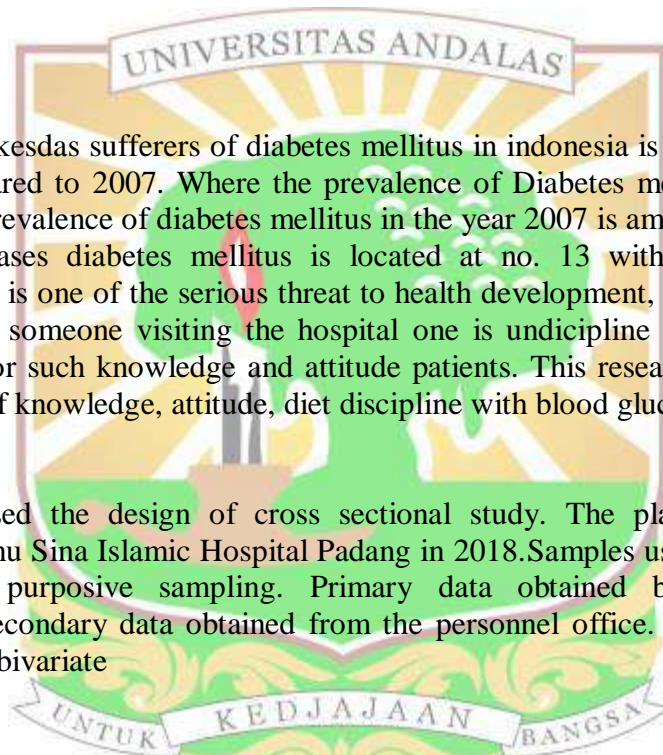 UNIVERSITAS ANDALAS
kesdas sufferers of diabetes mellitus in indonesia is
ared to 2007. Where the prevalence of Diabetes me
revalence of diabetes mellitus in the year 2007 is am
ases diabetes mellitus is located at no. 13 with
is one of the serious threat to health development,
someone visiting the hospital one is undicipline
or such knowledge and attitude patients. This resea
f knowledge, attitude, diet discipline with blood gluc
sed the design of cross sectional study. The pla
nu Sina Islamic Hospital Padang in 2018.Samples us
purposive sampling. Primary data obtained b
econdary data obtained from the personnel office.
bivariate
UNTUK KEDJAJAAN BANGSA